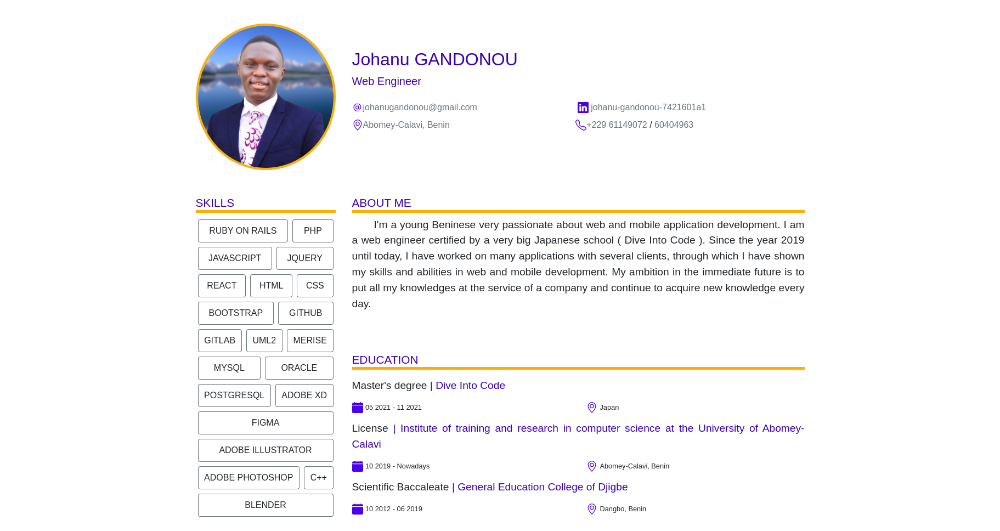 Johanu GANDONOU
Web Engineer
johanugandonou@gmail.com
johanu-gandonou-7421601a1
Abomey-Calavi, Benin
+229 61149072 / 60404963
SKILLS
RUBY ON RAILS PHP
JAVASCRIPT JQUERY
REACT HTML CSS
BOOTSTRAP GITHUB
GITLAB UML2 MERISE
MYSQL ORACLE
POSTGRESQL ADOBE XD
FIGMA
ADOBE ILLUSTRATOR
ADOBE PHOTOSHOP C++
BLENDER
ABOUT ME
I'm a young Beninese very passionate about web and mobile application development. I am
a web engineer certified by a very big Japanese school ( Dive Into Code ). Since the year 2019
until today, I have worked on many applications with several clients, through which I have shown
my skills and abilities in web and mobile development. My ambition in the immediate future is to
put all my knowledges at the service of a company and continue to acquire new knowledge every
day.
EDUCATION
Master's degree | Dive Into Code
05 2021 - 11 2021
Japan
License | Institute of training and research in computer science at the University of Abomey-
Calavi
10 2019 - Nowadays
Abomey-Calavi, Benin
Scientific Baccaleate | General Education College of Djigbe
10 2012 - 06 2019
Dangbo, Benin